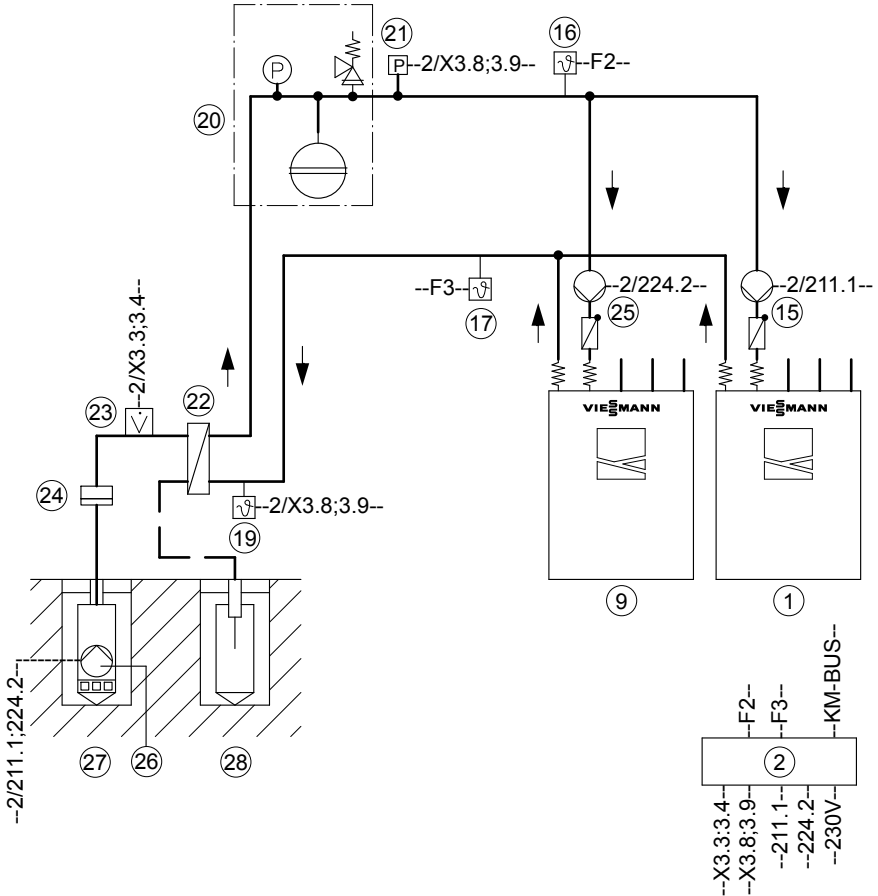 21
16
P
P
--2/X3.8;3.9--
ϑ
--F2--
20
--F3--
ϑ
--2/224.2--
--2/211.1--
17
25
15
--2/X3.3;3.4--
23
22
VIESMANN
VIESMANN
24
ϑ
--2/X3.8;3.9--
19
9
1
--2/211.1;224.2--
27
26
28
--F2--
--F3--
--KM-BUS--
2
--X3.3;3.4
--X3.8;3.9
--211.1--
--224.2
--230V--